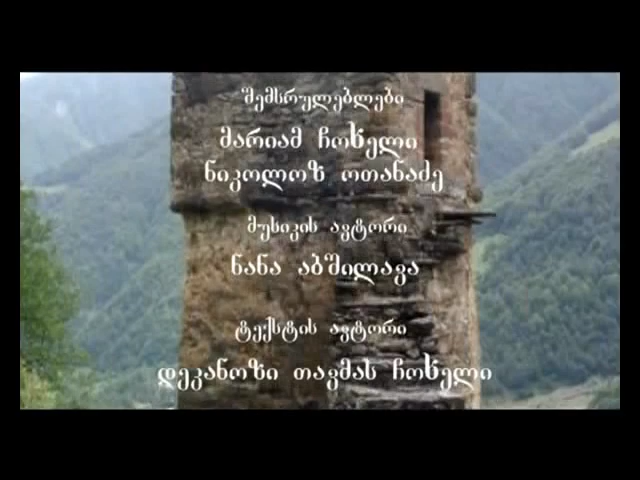 შემსრულებლები
მარიამ ჩოხელი
ნიკოლოზ ოთანაძე
მუსიკის ავტორი
ნანა აბშილავა
ტექსტის ავტორი
დეკანოზი თავმას ჩოხელი